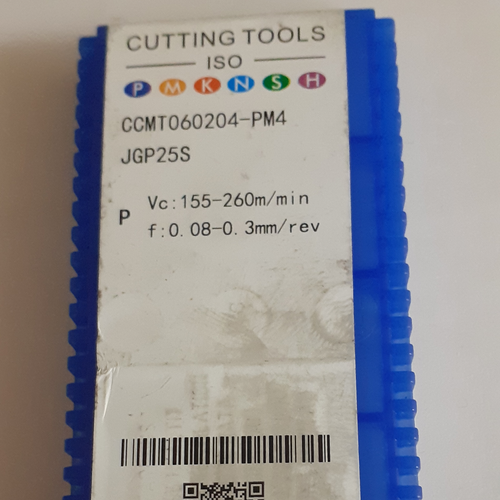 CUTTING TOOLS
ISO
P M K N S H
CCMT060204-PM4
JGP25S
P
Vc:155-260m/min
f:0.08-0.3mm/rev